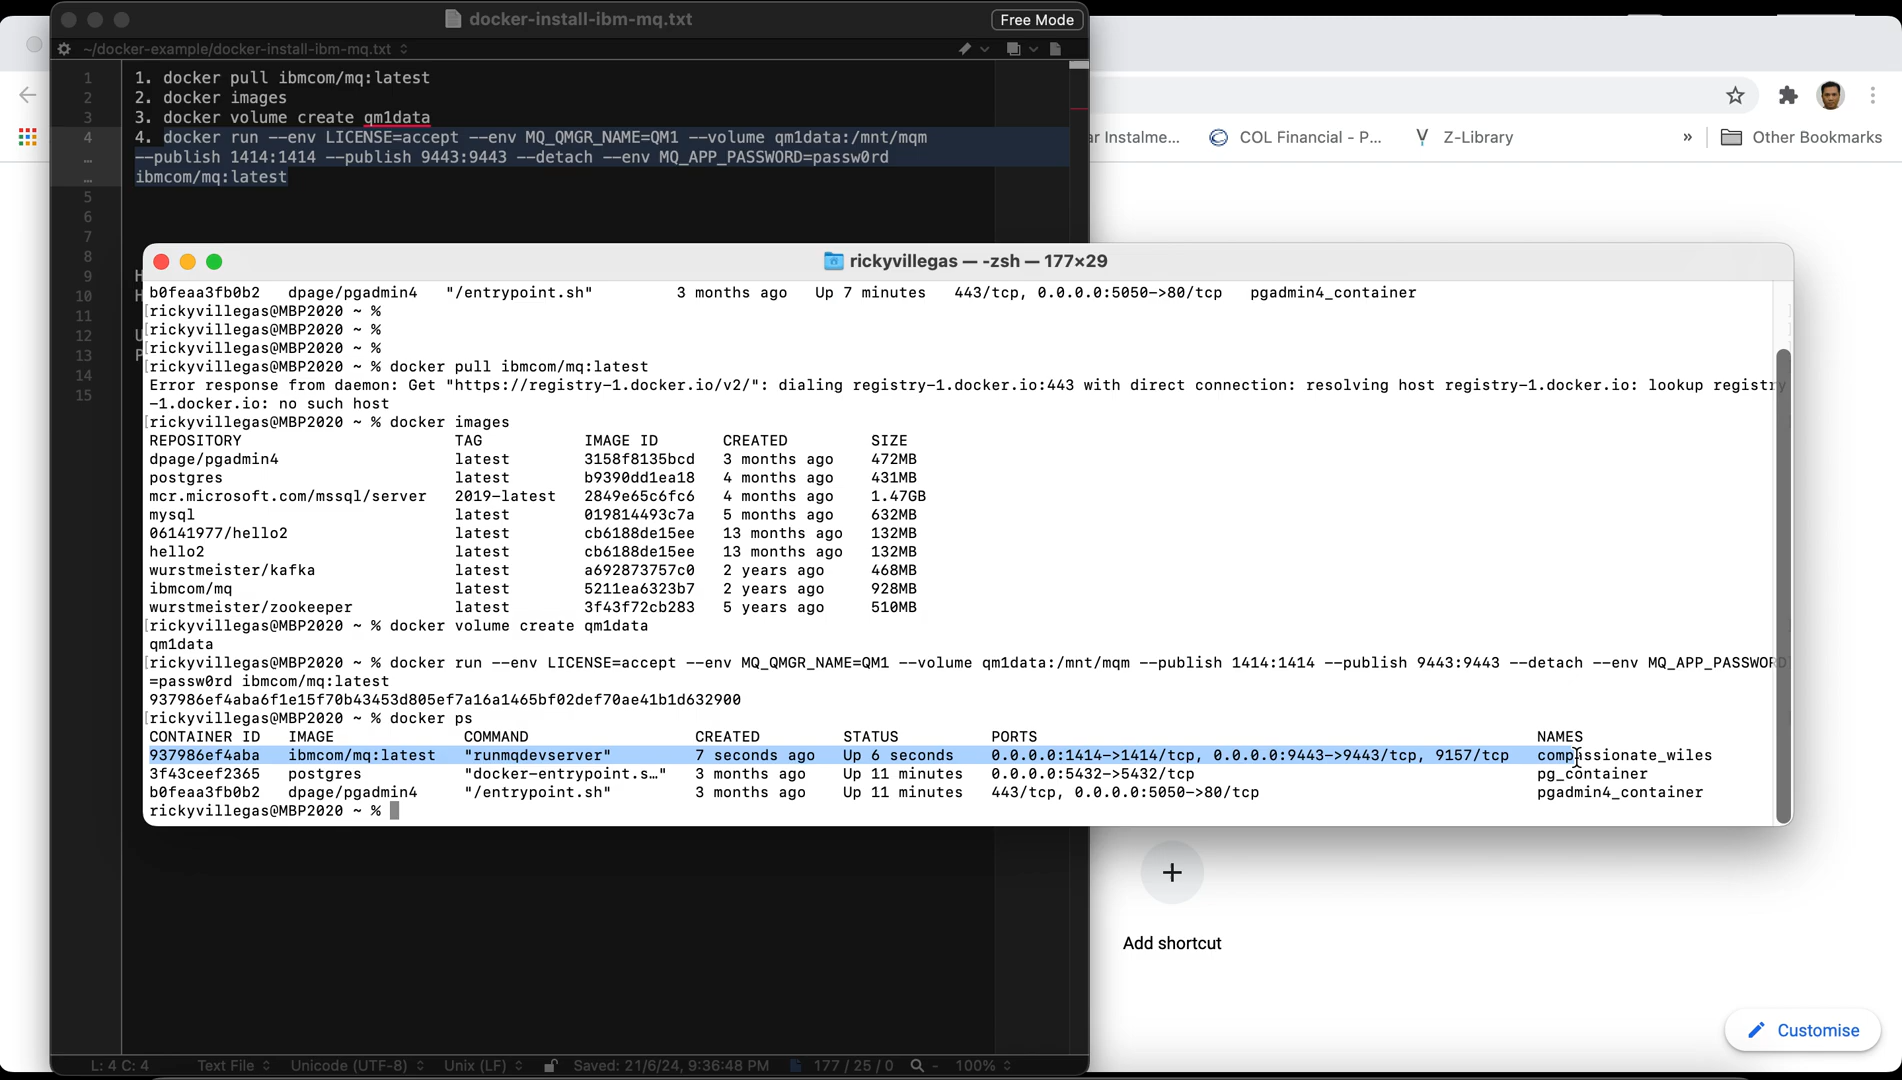 docker-install-ibm-mq.txt
Free Mode
~/docker-example/docker-install-ibm-mq.txt
1 1. docker pull ibmcom/mq:latest
2 2. docker images
3 3. docker volume create qm1data
4 4. docker run --env LICENSE=accept --env MQ_QMGR_NAME=QM1 --volume qm1data:/mnt/mqm
… --publish 1414:1414 --publish 9443:9443 --detach --env MQ_APP_PASSWORD=passw0rd
… ibmcom/mq:latest
5
6
7
8
9 H
10 H
11
12 U
13 P
14
15
ar Instalme...
COL Financial - P...
Z-Library
»
Other Bookmarks
rickyvillegas — -zsh — 177×29
b0feaa3fb0b2 dpage/pgadmin4 "/entrypoint.sh" 3 months ago Up 7 minutes 443/tcp, 0.0.0.0:5050->80/tcp pgadmin4_container
[rickyvillegas@MBP2020 ~ %
[rickyvillegas@MBP2020 ~ %
[rickyvillegas@MBP2020 ~ %
[rickyvillegas@MBP2020 ~ % docker pull ibmcom/mq:latest
Error response from daemon: Get "https://registry-1.docker.io/v2/": dialing registry-1.docker.io:443 with direct connection: resolving host registry-1.docker.io: lookup registry
-1.docker.io: no such host
[rickyvillegas@MBP2020 ~ % docker images
REPOSITORY TAG IMAGE ID CREATED SIZE
dpage/pgadmin4 latest 3158f8135bcd 3 months ago 472MB
postgres latest b9390dd1ea18 4 months ago 431MB
mcr.microsoft.com/mssql/server 2019-latest 2849e65c6fc6 4 months ago 1.47GB
mysql latest 019814493c7a 5 months ago 632MB
06141977/hello2 latest cb6188de15ee 13 months ago 132MB
hello2 latest cb6188de15ee 13 months ago 132MB
wurstmeister/kafka latest a692873757c0 2 years ago 468MB
ibmcom/mq latest 5211ea6323b7 2 years ago 928MB
wurstmeister/zookeeper latest 3f43f72cb283 5 years ago 510MB
[rickyvillegas@MBP2020 ~ % docker volume create qm1data
qm1data
[rickyvillegas@MBP2020 ~ % docker run --env LICENSE=accept --env MQ_QMGR_NAME=QM1 --volume qm1data:/mnt/mqm --publish 1414:1414 --publish 9443:9443 --detach --env MQ_APP_PASSWORD
=passw0rd ibmcom/mq:latest
937986ef4aba6f1e15f70b43453d805ef7a16a1465bf02def70ae41b1d632900
[rickyvillegas@MBP2020 ~ % docker ps
CONTAINER ID IMAGE COMMAND CREATED STATUS PORTS NAMES
937986ef4aba ibmcom/mq:latest "runmqdevserver" 7 seconds ago Up 6 seconds 0.0.0.0:1414->1414/tcp, 0.0.0.0:9443->9443/tcp, 9157/tcp compassionate_wiles
3f43ceef2365 postgres "docker-entrypoint.s…" 3 months ago Up 11 minutes 0.0.0.0:5432->5432/tcp pg_container
b0feaa3fb0b2 dpage/pgadmin4 "/entrypoint.sh" 3 months ago Up 11 minutes 443/tcp, 0.0.0.0:5050->80/tcp pgadmin4_container
rickyvillegas@MBP2020 ~ %
Add shortcut
Customise
L: 4 C: 4 Text File Unicode (UTF-8) Unix (LF) Saved: 21/6/24, 9:36:48 PM 177 / 25 / 0 - 100%